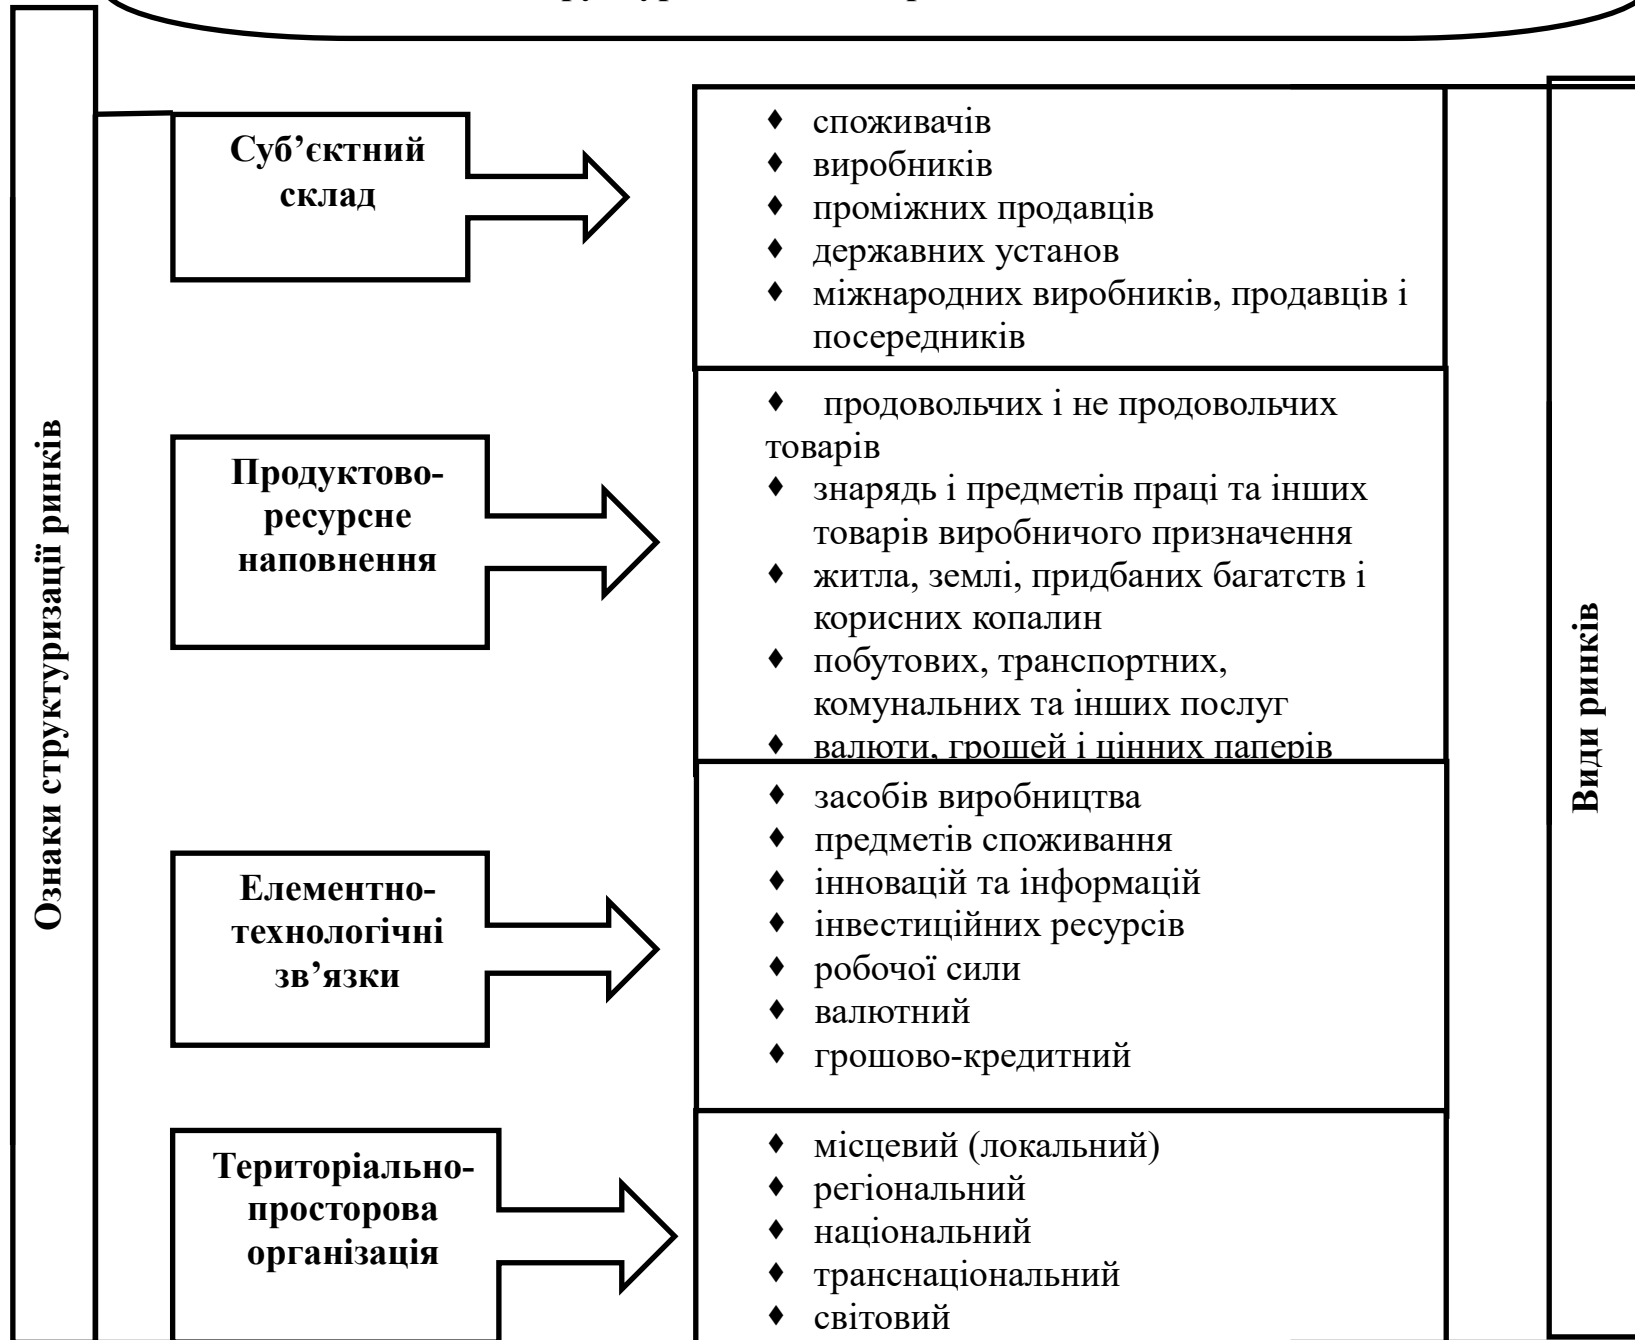 Ознаки структуризації ринків
Суб’єктний
склад
♦ споживачів
♦ виробників
♦ проміжних продавців
♦ державних установ
♦ міжнародних виробників, продавців і
посередників
Продуктово-
ресурсне
наповнення
♦ продовольчих і не продовольчих
товарів
♦ знарядь і предметів праці та інших
товарів виробничого призначення
♦ житла, землі, придбаних багатств і
корисних копалин
♦ побутових, транспортних,
комунальних та інших послуг
♦ валюти, грошей і цінних паперів
Елементно-
технологічні
зв’язки
♦ засобів виробництва
♦ предметів споживання
♦ інновацій та інформацій
♦ інвестиційних ресурсів
♦ робочої сили
♦ валютний
♦ грошово-кредитний
Територіально-
просторова
організація
♦ місцевий (локальний)
♦ регіональний
♦ національний
♦ транснаціональний
♦ світовий
Види ринків